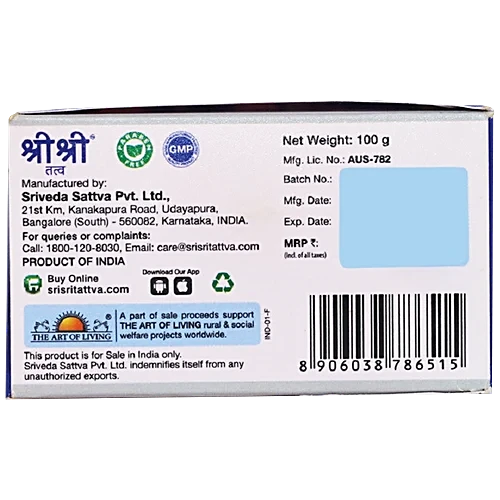 श्रीश्री®
तत्व
PARABEN FREE
GMP
Manufactured by:
Sriveda Sattva Pvt. Ltd.,
21st Km, Kanakapura Road, Udayapura,
Bangalore (South) - 560082, Karnataka, INDIA.
For queries or complaints:
Call: 1800-120-8030, Email: care@srisritattva.com
PRODUCT OF INDIA
Buy Online
srisritattva.com
Download Our App
THE ART OF LIVING®
A part of sale proceeds support
THE ART OF LIVING rural & social
welfare projects worldwide.
This product is for Sale in India only.
Sriveda Sattva Pvt. Ltd. indemnifies itself from any
unauthorized exports.
IND-01-F
Net Weight: 100 g
Mfg. Lic. No.: AUS-782
Batch No.:
Mfg. Date:
Exp. Date:
MRP ₹:
(Incl. of all taxes)
8 906038 786515